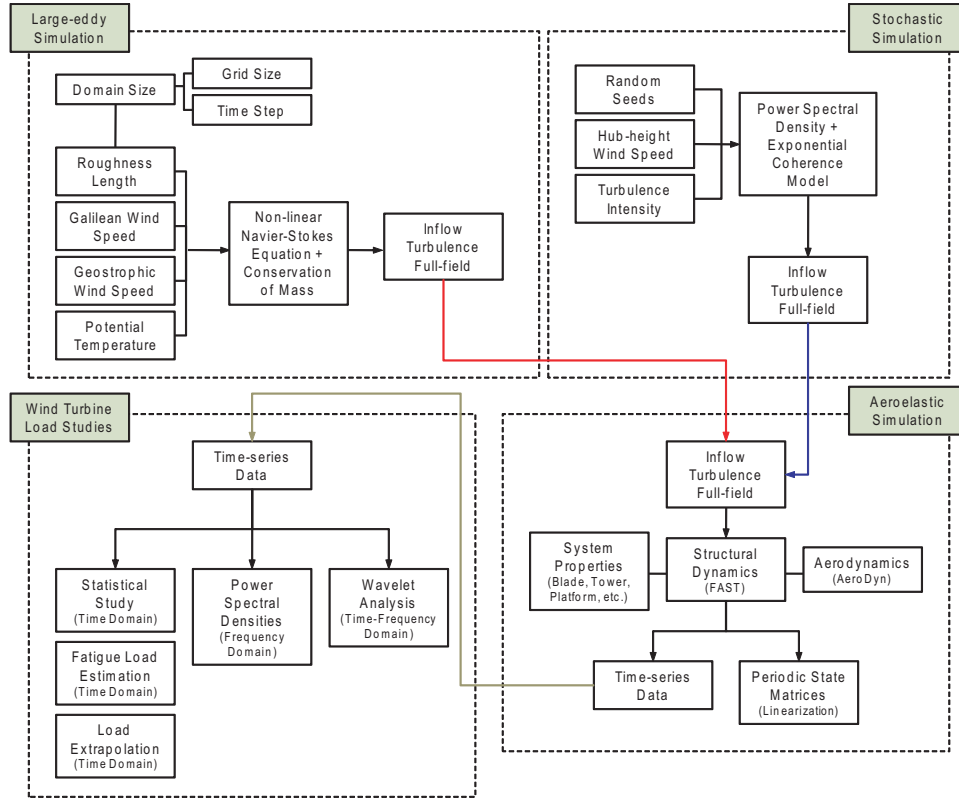 Large-eddy
Simulation
Grid Size
Domain Size
Time Step
Roughness
Length
Galilean Wind
Speed
Geostrophic
Wind Speed
Potential
Temperature
Non-linear
Navier-Stokes
Equation +
Conservation
of Mass
Inflow
Turbulence
Full-field
Stochastic
Simulation
Random
Seeds
Hub-height
Wind Speed
Turbulence
Intensity
Power Spectral
Density +
Exponential
Coherence
Model
Inflow
Turbulence
Full-field
Wind Turbine
Load Studies
Time-series
Data
Statistical
Study
(Time Domain)
Fatigue Load
Estimation
(Time Domain)
Load
Extrapolation
(Time Domain)
Power
Spectral
Densities
(Frequency
Domain)
Wavelet
Analysis
(Time-Frequency
Domain)
Aeroelastic
Simulation
Inflow
Turbulence
Full-field
System
Properties
(Blade, Tower,
Platform, etc.)
Structural
Dynamics
(FAST)
Aerodynamics
(AeroDyn)
Time-series
Data
Periodic State
Matrices
(Linearization)